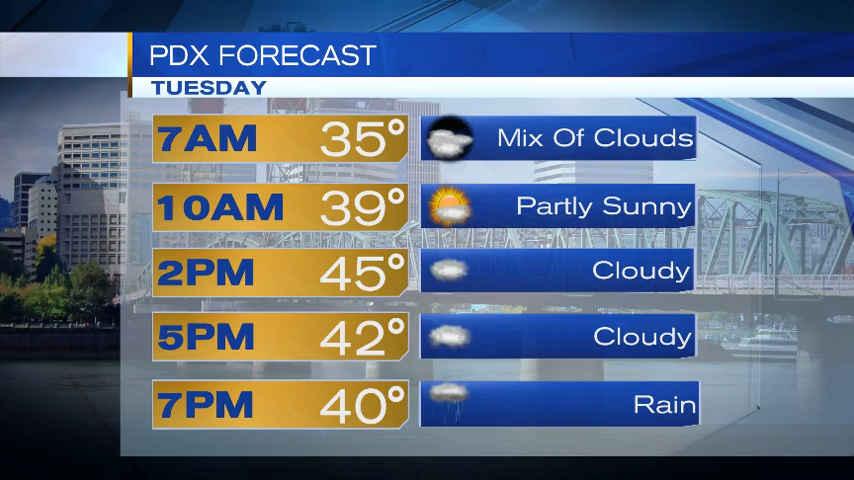 PDX FORECAST
TUESDAY
7AM 35° Mix Of Clouds
10AM 39° Partly Sunny
2PM 45° Cloudy
5PM 42° Cloudy
7PM 40° Rain